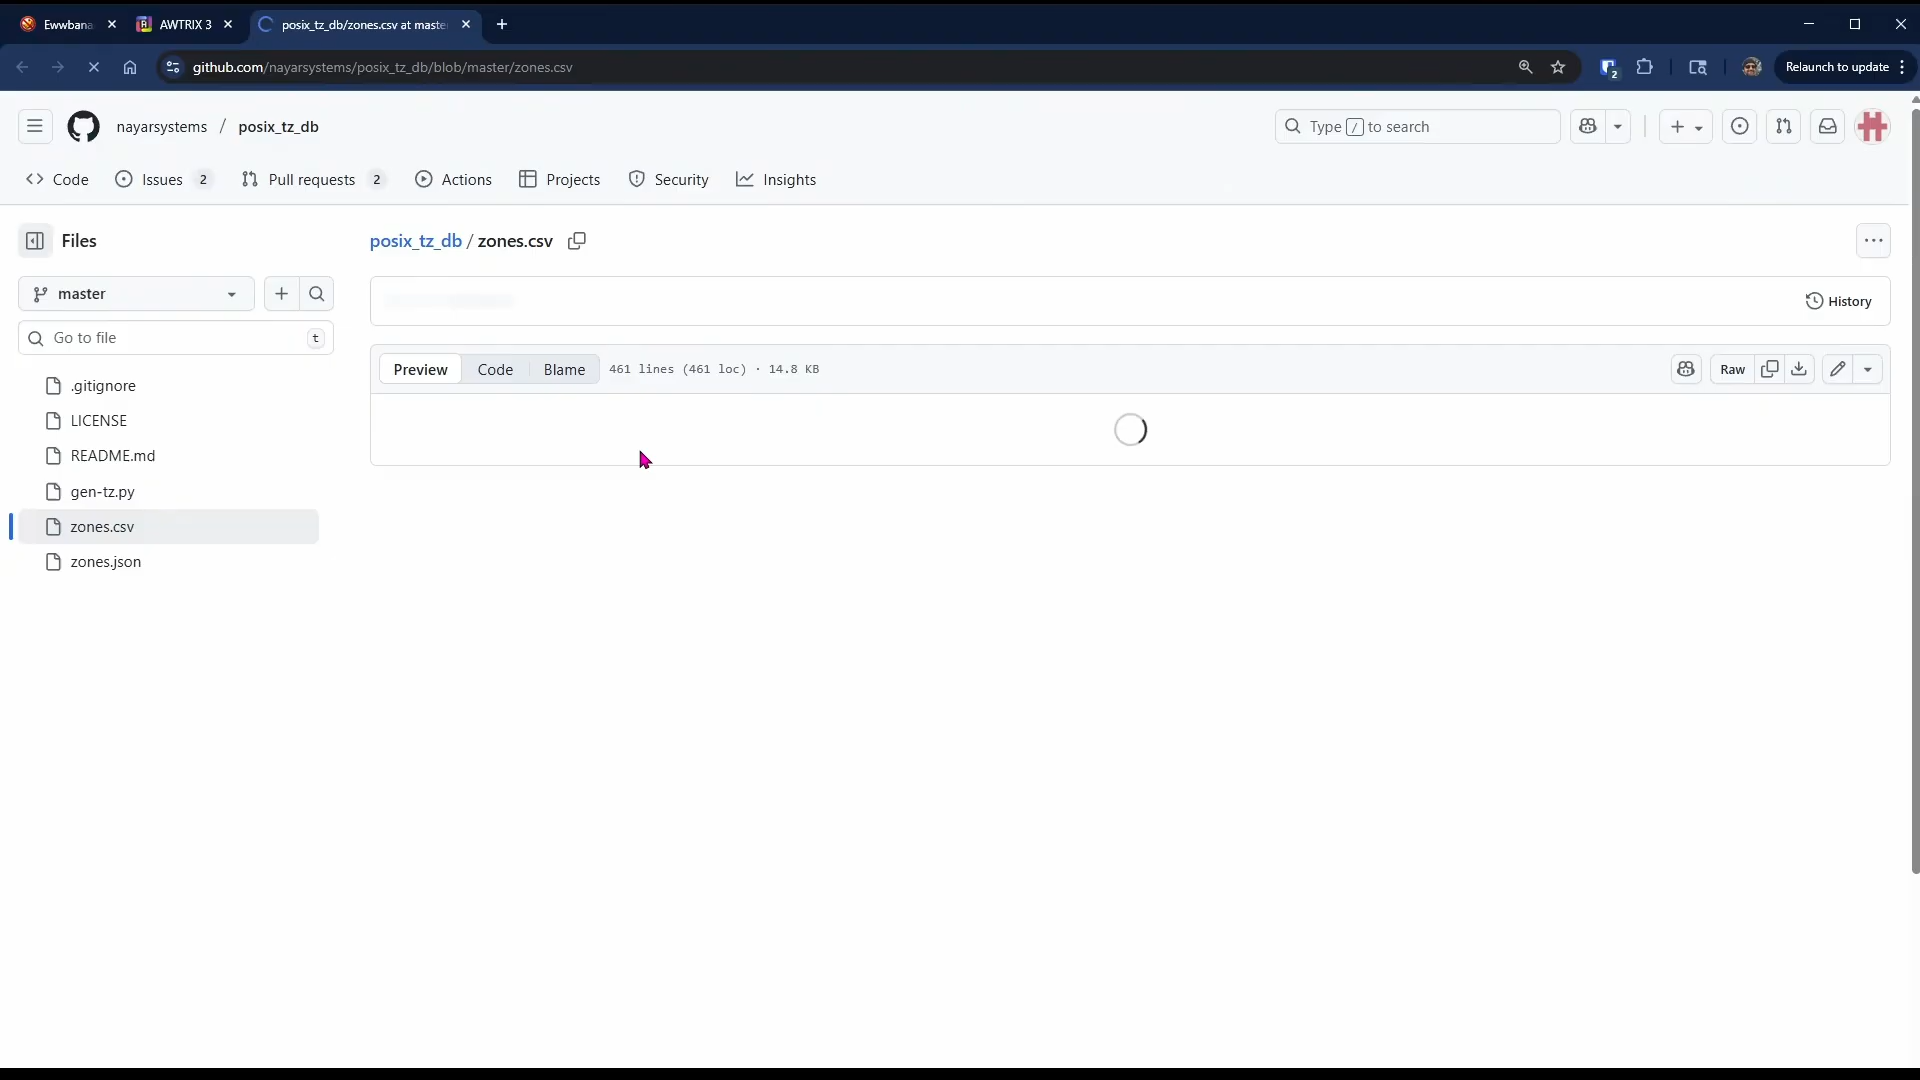 Ewwbana
AWTRIX 3
posix_tz_db/zones.csv at maste
github.com/nayarsystems/posix_tz_db/blob/master/zones.csv
2
Relaunch to update
nayarsystems / posix_tz_db
Type / to search
Code
Issues 2
Pull requests 2
Actions
Projects
Security
Insights
Files
posix_tz_db / zones.csv
master
History
Go to file
t
Preview
Code
Blame
461 lines (461 loc) · 14.8 KB
Raw
.gitignore
LICENSE
README.md
gen-tz.py
zones.csv
zones.json